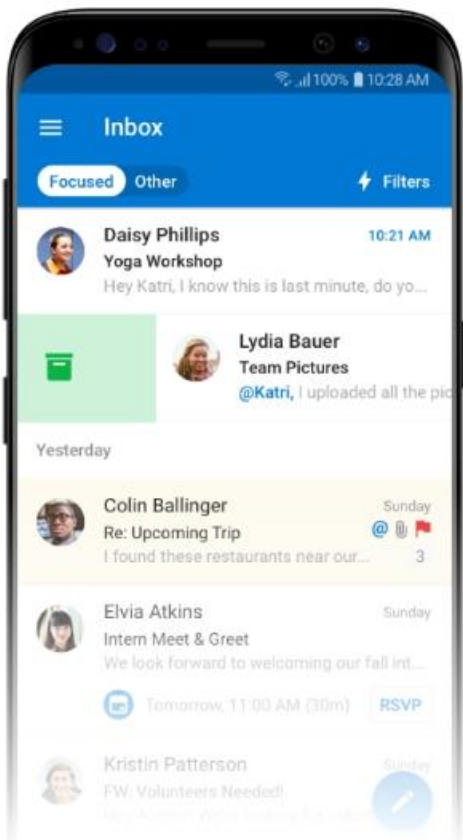 100% 10:28 AM
Inbox
Focused Other Filters
Daisy Phillips 10:21 AM
Yoga Workshop
Hey Katri, I know this is last minute, do yo...
Lydia Bauer
Team Pictures
@Katri, I uploaded all the pic
Yesterday
Colin Ballinger Sunday
Re: Upcoming Trip @
I found these restaurants near our... 3
Elvia Atkins Sunday
Intern Meet & Greet
We look forward to welcoming our fall int...
Tomorrow, 11:00 AM (30m) RSVP
Kristin Patterson Sunday
FW: Volunteers Needed!